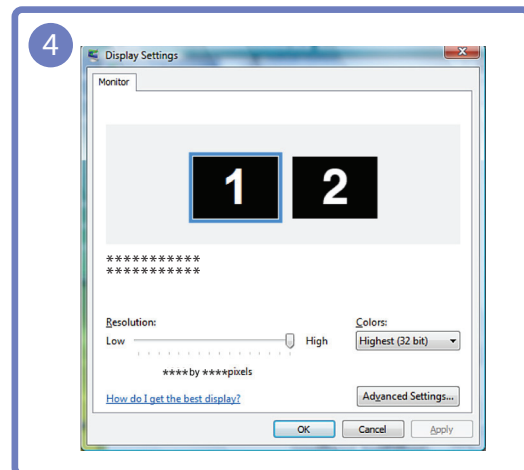 4
Display Settings
Monitor
1 2
***********
***********
Resolution: Colors:
Low High Highest (32 bit)
****by ****pixels
How do I get the best display? Advanced Settings...
OK Cancel Apply